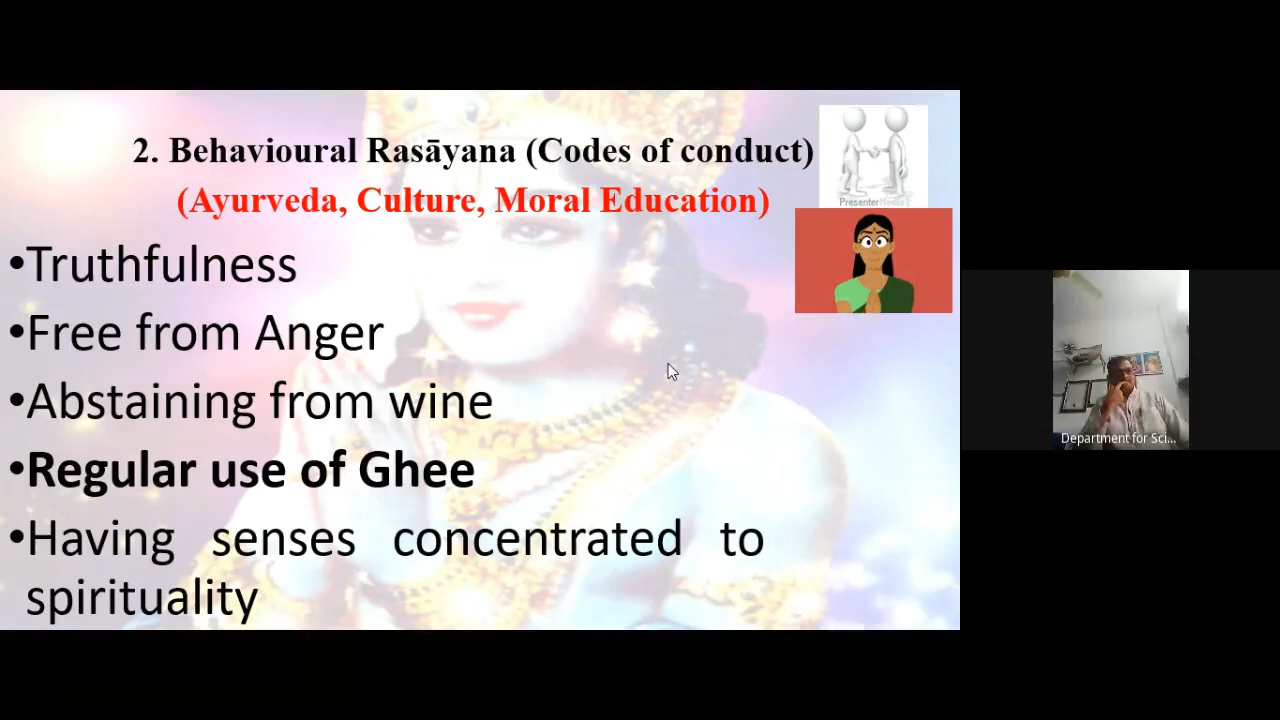 2. Behavioural Rasāyana (Codes of conduct)
(Ayurveda, Culture, Moral Education)
PresenterMedia
•Truthfulness
•Free from Anger
•Abstaining from wine
•Regular use of Ghee
•Having senses concentrated to
spirituality
Department for Sci...